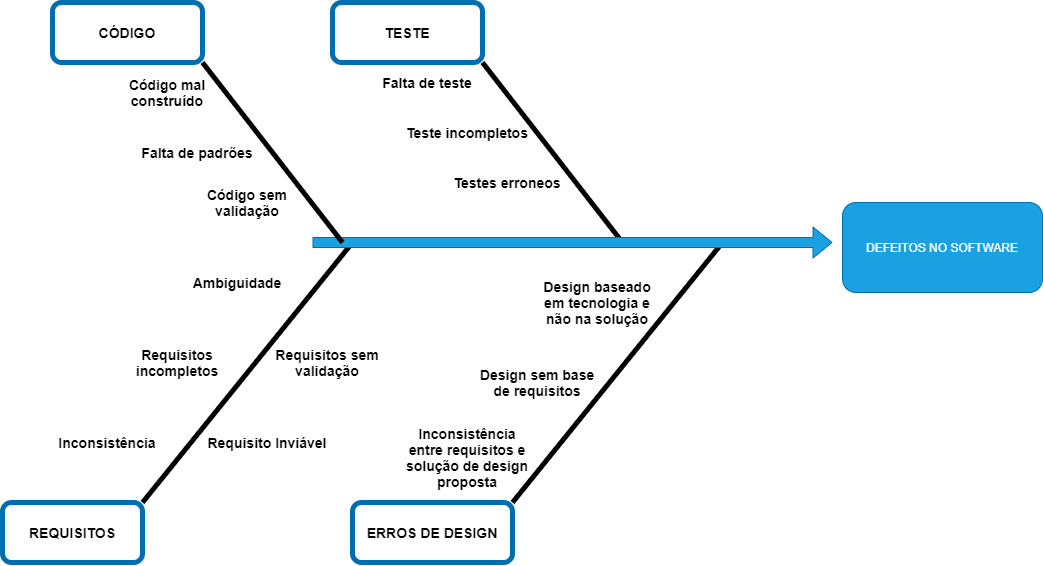 CÓDIGO
TESTE
Código mal
construído
Falta de padrões
Código sem
validação
Falta de teste
Teste incompletos
Testes erroneos
DEFEITOS NO SOFTWARE
Ambiguidade
Requisitos
incompletos
Requisitos sem
validação
Inconsistência
Requisito Inviável
Design baseado
em tecnologia e
não na solução
Design sem base
de requisitos
Inconsistência
entre requisitos e
solução de design
proposta
REQUISITOS
ERROS DE DESIGN